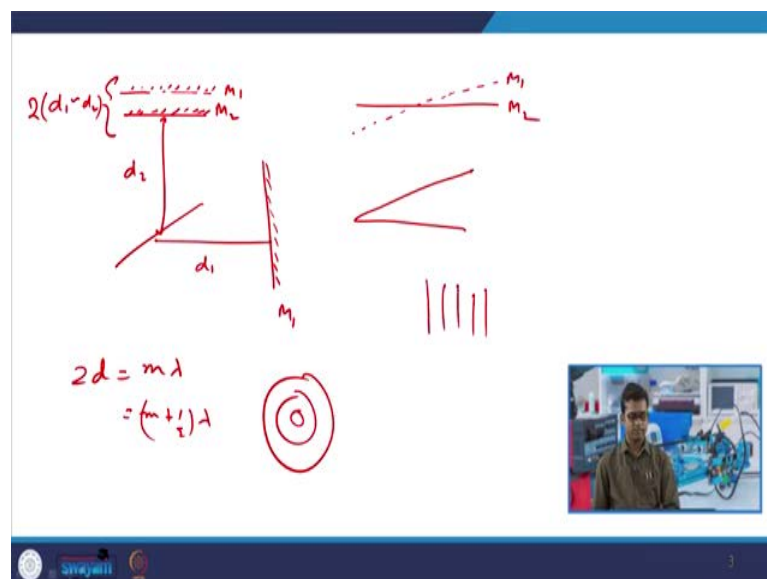 M₁
2(d₁-d₂)
M₂
d₂
d₁
M₁
2d = mλ
= (m+1/2)λ
M₁
M₂
swayam
3